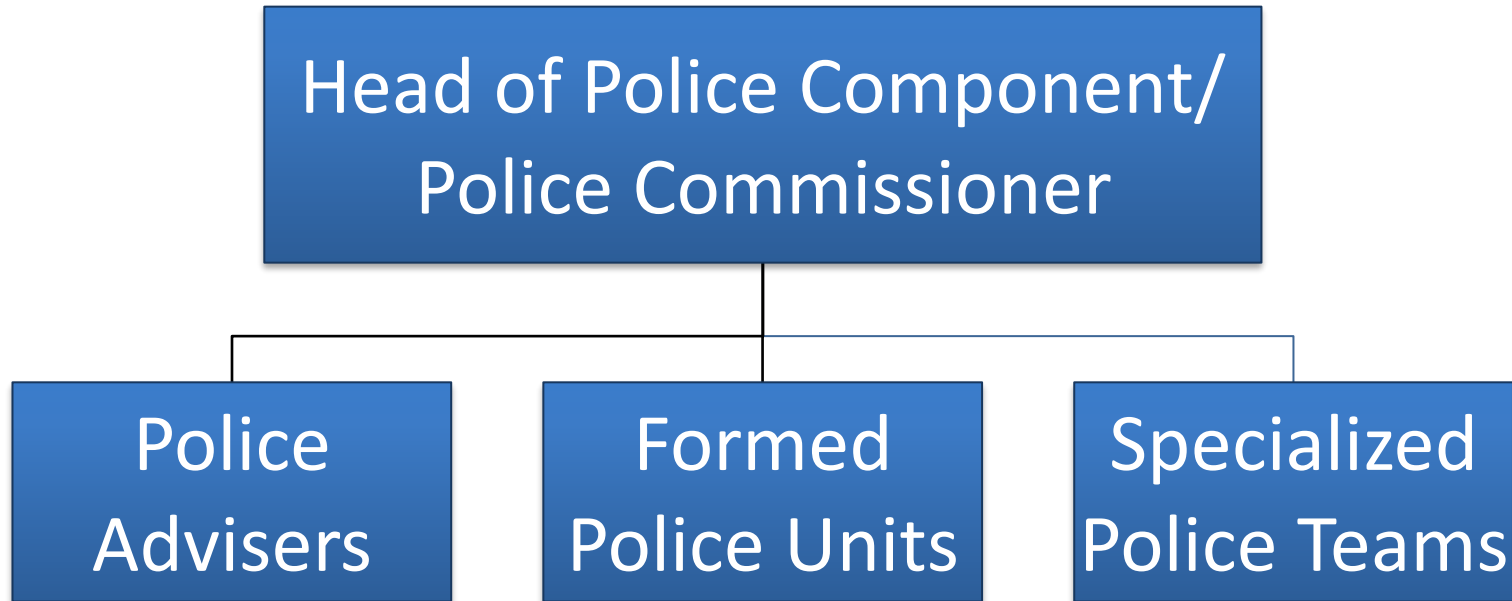 Head of Police Component/
Police Commissioner
Police
Advisers
Formed
Police Units
Specialized
Police Teams